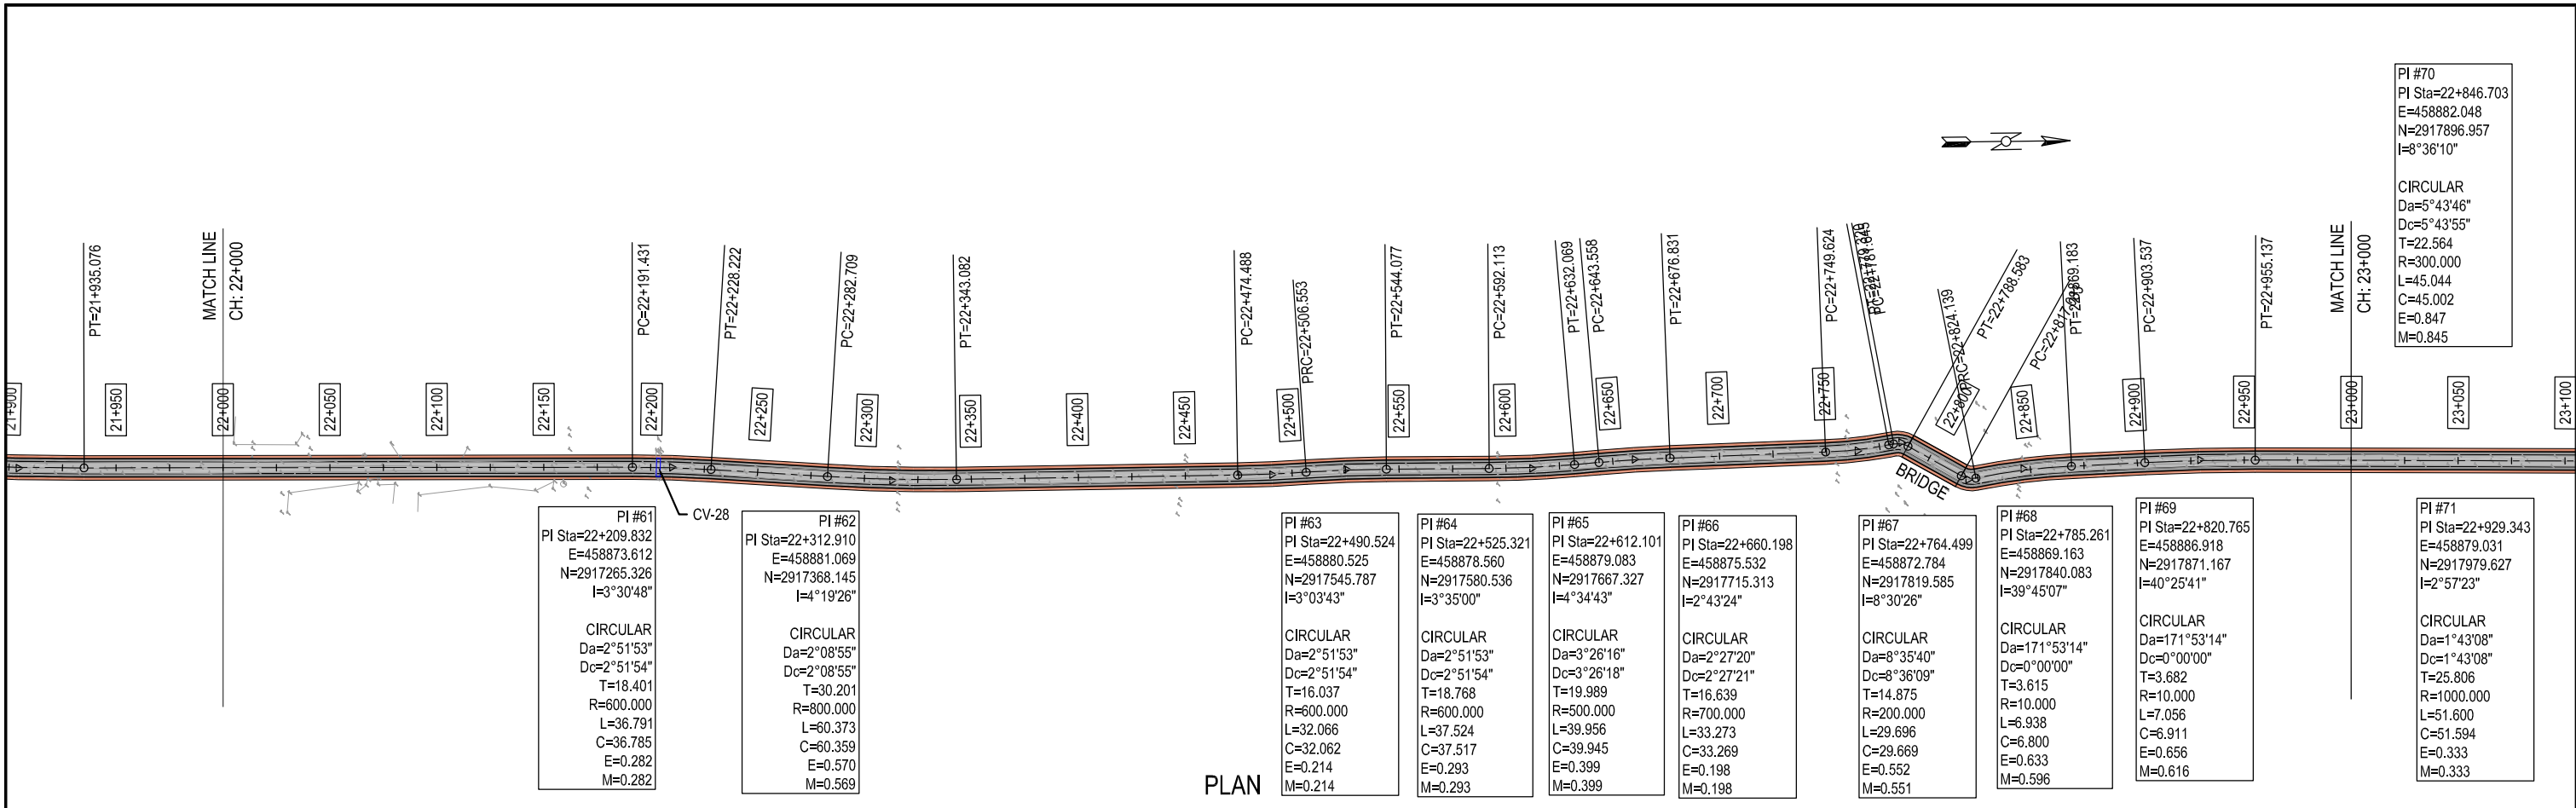 PI #70
PI Sta=22+846.703
E=458882.048
N=2917896.957
I=8°36'10"
CIRCULAR
Da=5°43'46"
Dc=5°43'55"
T=22.564
R=300.000
L=45.044
C=45.002
E=0.847
M=0.845
PT=21+935.076
MATCH LINE
CH: 22+000
PC=22+191.431
PT=22+228.222
PC=22+282.709
PT=22+343.082
PC=22+474.488
PRC=22+506.553
PT=22+544.077
PC=22+592.113
PT=22+632.069
PC=22+643.558
PT=22+676.831
PC=22+749.624
PT=22+788.583
PRC=22+824.139
PT=22+869.183
PC=22+903.537
PT=22+955.137
MATCH LINE
CH: 23+000
21+900
21+950
22+000
22+050
22+100
22+150
22+200
22+250
22+300
22+350
22+400
22+450
22+500
22+550
22+600
22+650
22+700
22+750
22+800
22+850
22+900
22+950
23+000
23+050
23+100
BRIDGE
CV-28
PI #61
PI Sta=22+209.832
E=458873.612
N=2917265.326
I=3°30'48"
CIRCULAR
Da=2°51'53"
Dc=2°51'54"
T=18.401
R=600.000
L=36.791
C=36.785
E=0.282
M=0.282
PI #62
PI Sta=22+312.910
E=458881.069
N=2917368.145
I=4°19'26"
CIRCULAR
Da=2°08'55"
Dc=2°08'55"
T=30.201
R=800.000
L=60.373
C=60.359
E=0.570
M=0.569
PI #63
PI Sta=22+490.524
E=458880.525
N=2917545.787
I=3°03'43"
CIRCULAR
Da=2°51'53"
Dc=2°51'54"
T=16.037
R=600.000
L=32.066
C=32.062
E=0.214
M=0.214
PI #64
PI Sta=22+525.321
E=458878.560
N=2917580.536
I=3°35'00"
CIRCULAR
Da=2°51'53"
Dc=2°51'54"
T=18.768
R=600.000
L=37.524
C=37.517
E=0.293
M=0.293
PI #65
PI Sta=22+612.101
E=458879.083
N=2917667.327
I=4°34'43"
CIRCULAR
Da=3°26'16"
Dc=3°26'18"
T=19.989
R=500.000
L=39.956
C=39.945
E=0.399
M=0.399
PI #66
PI Sta=22+660.198
E=458875.532
N=2917715.313
I=2°43'24"
CIRCULAR
Da=2°27'20"
Dc=2°27'21"
T=16.639
R=700.000
L=33.273
C=33.269
E=0.198
M=0.198
PI #67
PI Sta=22+764.499
E=458872.784
N=2917819.585
I=8°30'26"
CIRCULAR
Da=8°35'40"
Dc=8°36'09"
T=14.875
R=200.000
L=29.696
C=29.669
E=0.552
M=0.551
PI #68
PI Sta=22+785.261
E=458869.163
N=2917840.083
I=39°45'07"
CIRCULAR
Da=171°53'14"
Dc=0°00'00"
T=3.615
R=10.000
L=6.938
C=6.800
E=0.633
M=0.596
PI #69
PI Sta=22+820.765
E=458886.918
N=2917871.167
I=40°25'41"
CIRCULAR
Da=171°53'14"
Dc=0°00'00"
T=3.682
R=10.000
L=7.056
C=6.911
E=0.656
M=0.616
PI #71
PI Sta=22+929.343
E=458879.031
N=2917979.627
I=2°57'23"
CIRCULAR
Da=1°43'08"
Dc=1°43'08"
T=25.806
R=1000.000
L=51.600
C=51.594
E=0.333
M=0.333
PLAN